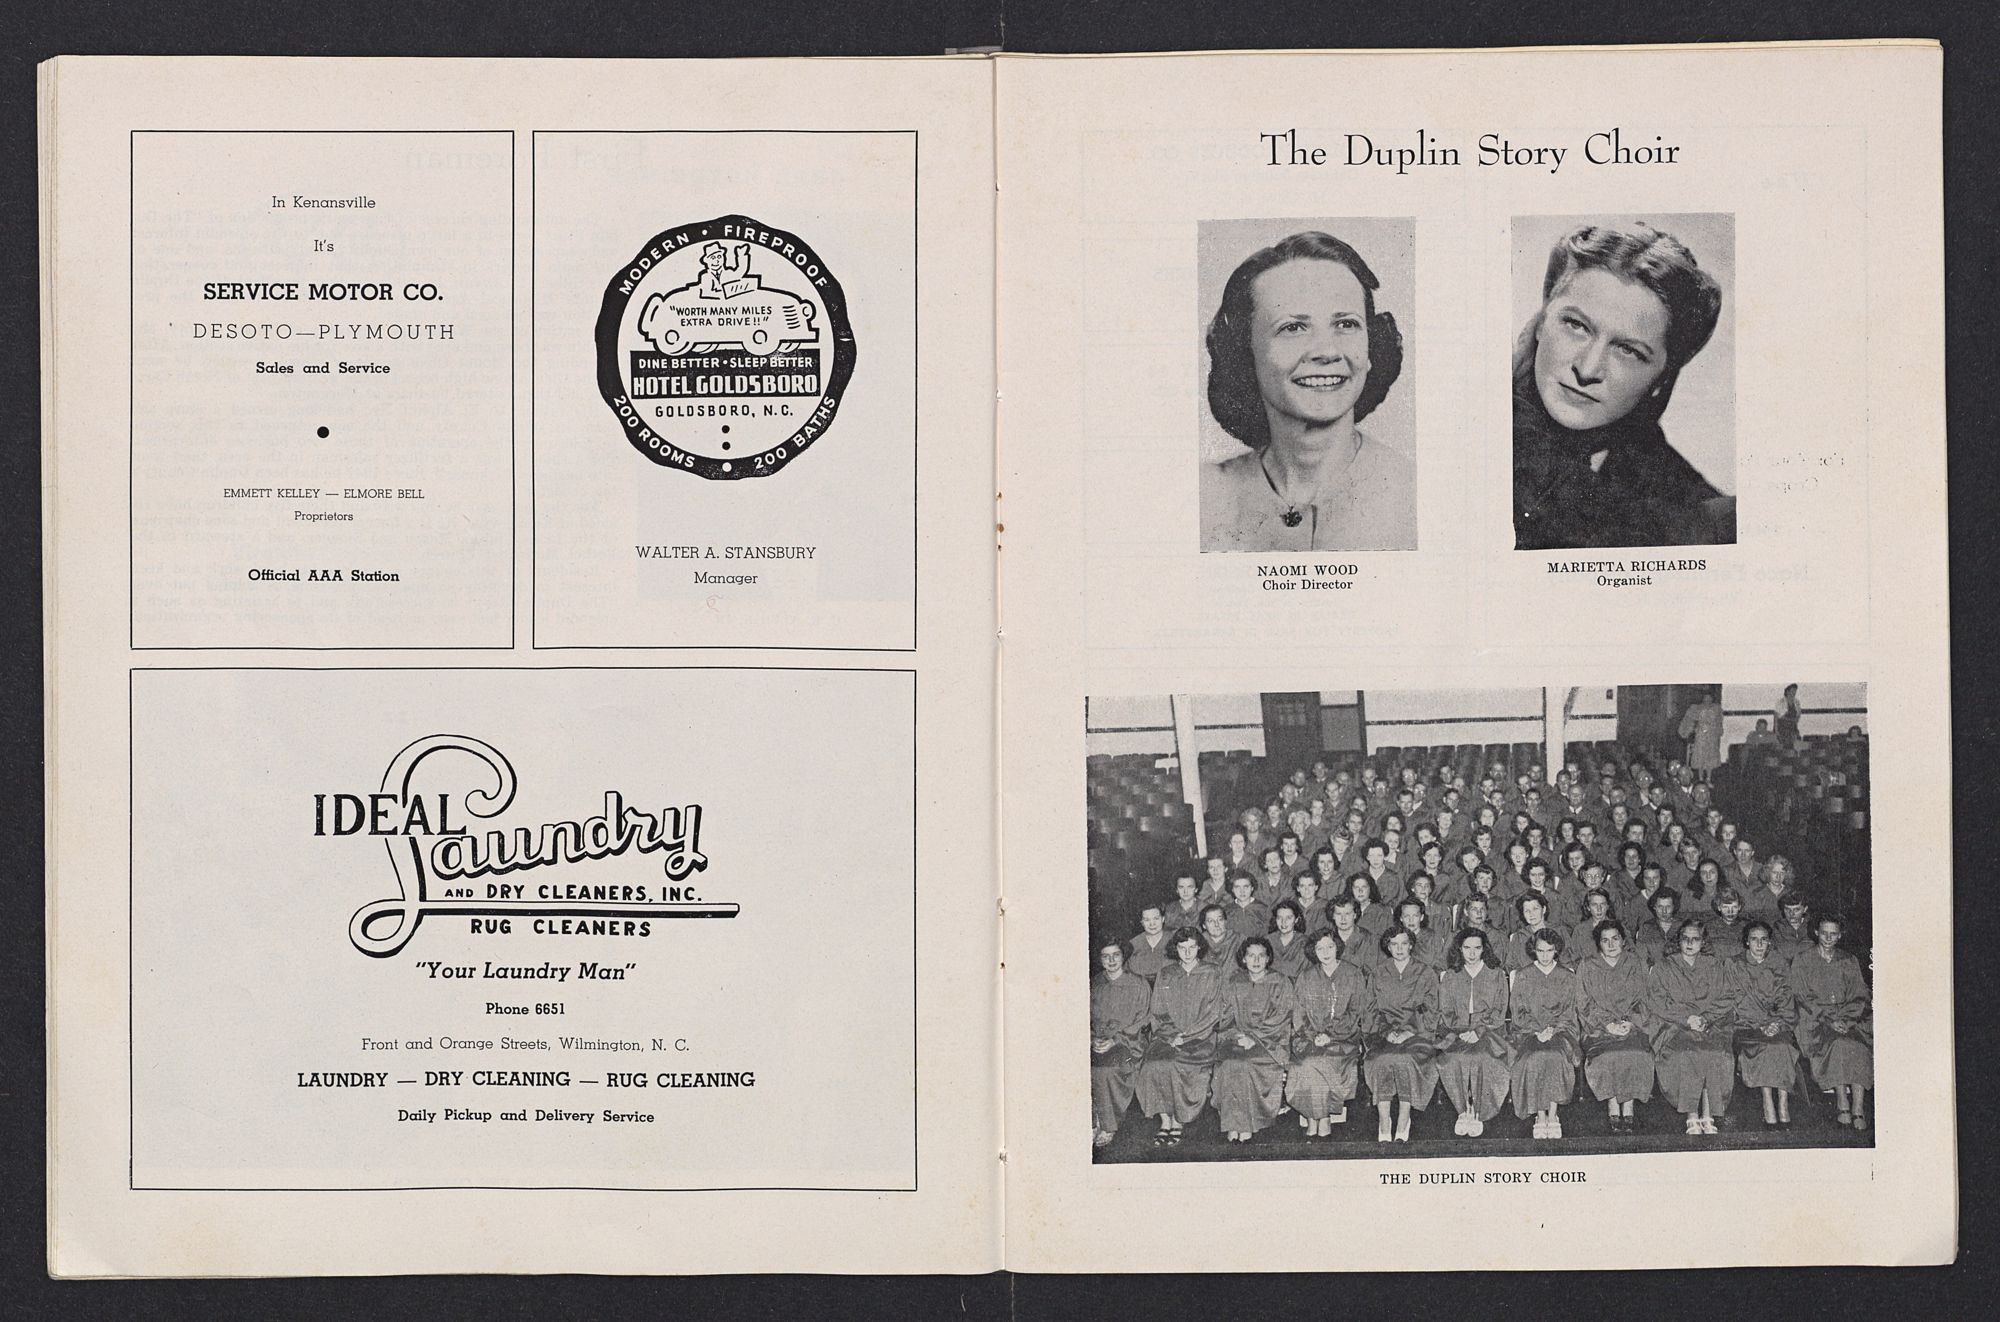 In Kenansville
It's
SERVICE MOTOR CO.
DESOTO—PLYMOUTH
Sales and Service
EMMETT KELLEY — ELMORE BELL
Proprietors
Official AAA Station
MODERN • FIREPROOF
"WORTH MANY MILES
EXTRA DRIVE!!"
DINE BETTER • SLEEP BETTER
HOTEL GOLDSBORO
GOLDSBORO, N.C.
200 ROOMS • 200 BATHS
WALTER A. STANSBURY
Manager
IDEAL Laundry
AND DRY CLEANERS, INC.
RUG CLEANERS
"Your Laundry Man"
Phone 6651
Front and Orange Streets, Wilmington, N. C.
LAUNDRY — DRY CLEANING — RUG CLEANING
Daily Pickup and Delivery Service
The Duplin Story Choir
NAOMI WOOD
Choir Director
MARIETTA RICHARDS
Organist
THE DUPLIN STORY CHOIR